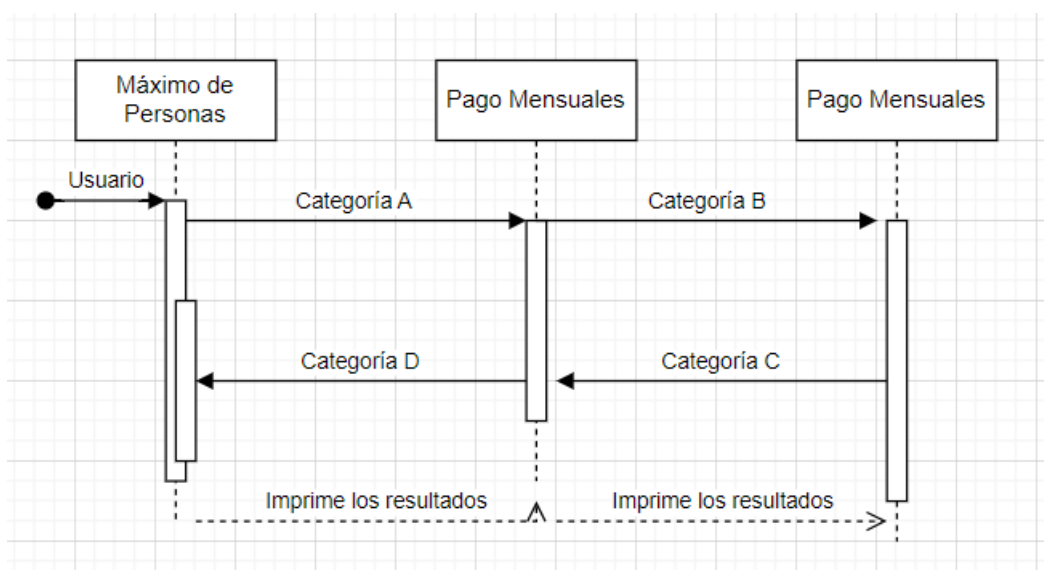 Máximo de
Personas
Pago Mensuales
Pago Mensuales
Usuario
Categoría A
Categoría B
Categoría D
Categoría C
Imprime los resultados
Imprime los resultados